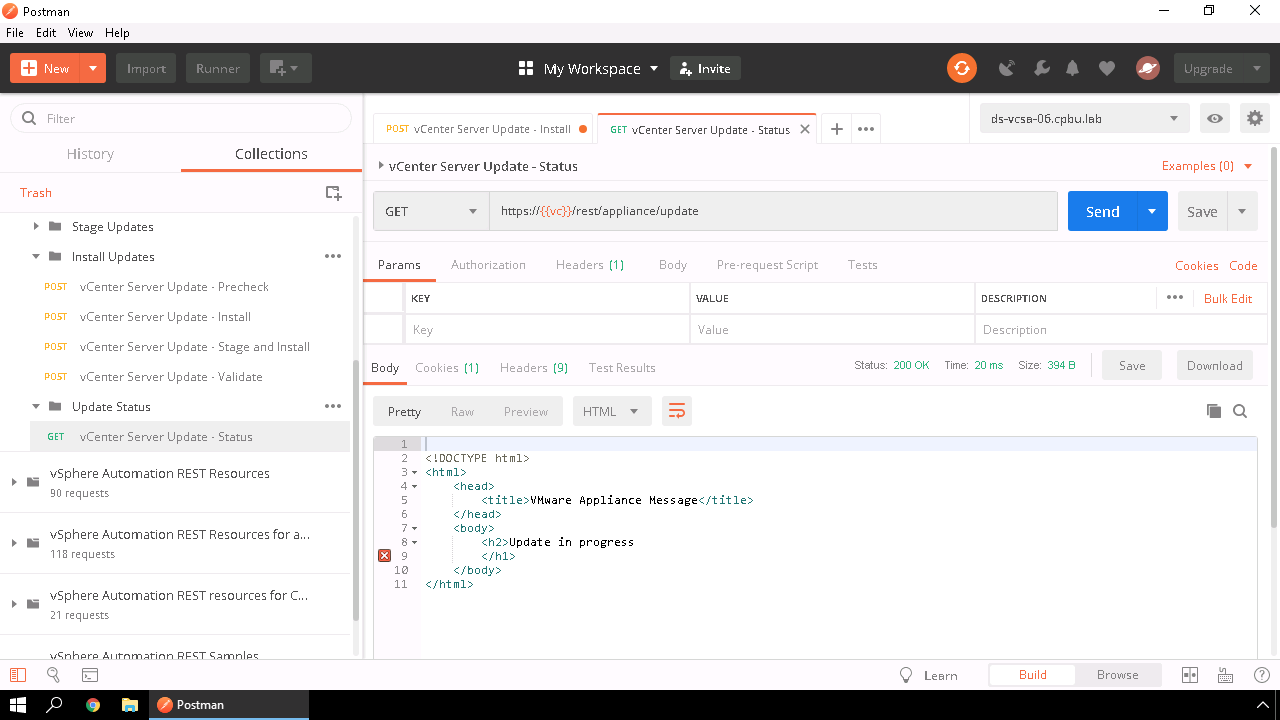 Postman
File Edit View Help
New Import Runner My Workspace Invite Upgrade
Filter
History Collections
Trash
Stage Updates
Install Updates
POST vCenter Server Update - Precheck
POST vCenter Server Update - Install
POST vCenter Server Update - Stage and Install
POST vCenter Server Update - Validate
Update Status
GET vCenter Server Update - Status
vSphere Automation REST Resources
90 requests
vSphere Automation REST Resources for a...
118 requests
vSphere Automation REST resources for C...
21 requests
vSphere Automation REST Samples
POST vCenter Server Update - Install GET vCenter Server Update - Status ds-vcsa-06.cpbu.lab
vCenter Server Update - Status Examples (0)
GET https://{{vc}}/rest/appliance/update Send Save
Params Authorization Headers (1) Body Pre-request Script Tests Cookies Code
KEY VALUE DESCRIPTION Bulk Edit
Key Value Description
Body Cookies (1) Headers (9) Test Results Status: 200 OK Time: 20 ms Size: 394 B Save Download
Pretty Raw Preview HTML
1
2 <!DOCTYPE html>
3 <html>
4 <head>
5 <title>VMware Appliance Message</title>
6 </head>
7 <body>
8 <h2>Update in progress
9 </h1>
10 </body>
11 </html>
Learn Build Browse
Postman